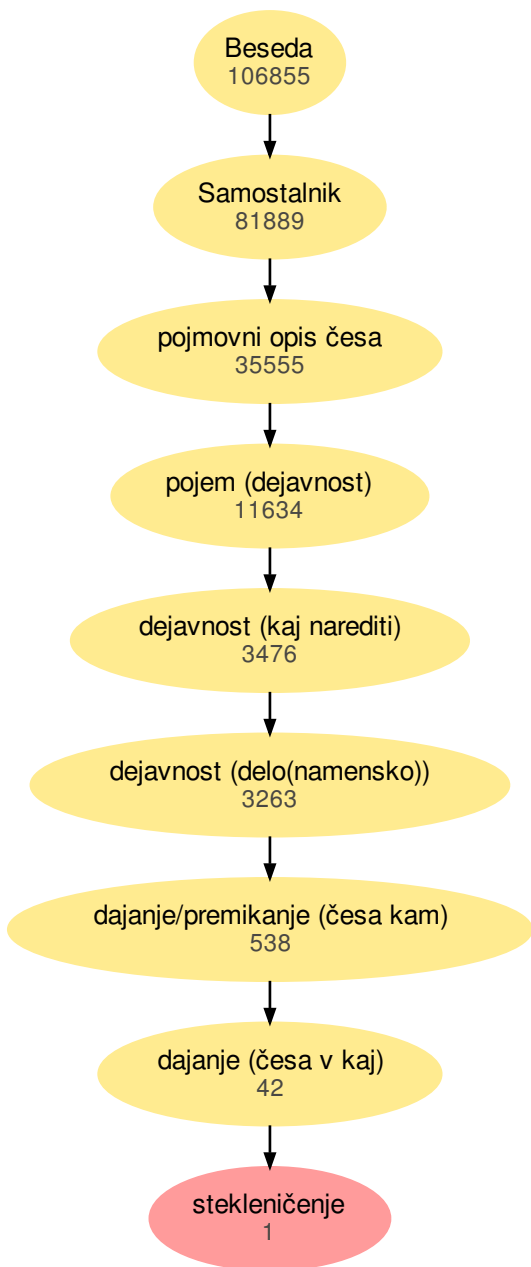 Beseda
106855
Samostalnik
81889
pojmovni opis česa
35555
pojem (dejavnost)
11634
dejavnost (kaj narediti)
3476
dejavnost (delo(namensko))
3263
dajanje/premikanje (česa kam)
538
dajanje (česa v kaj)
42
stekleničenje
1